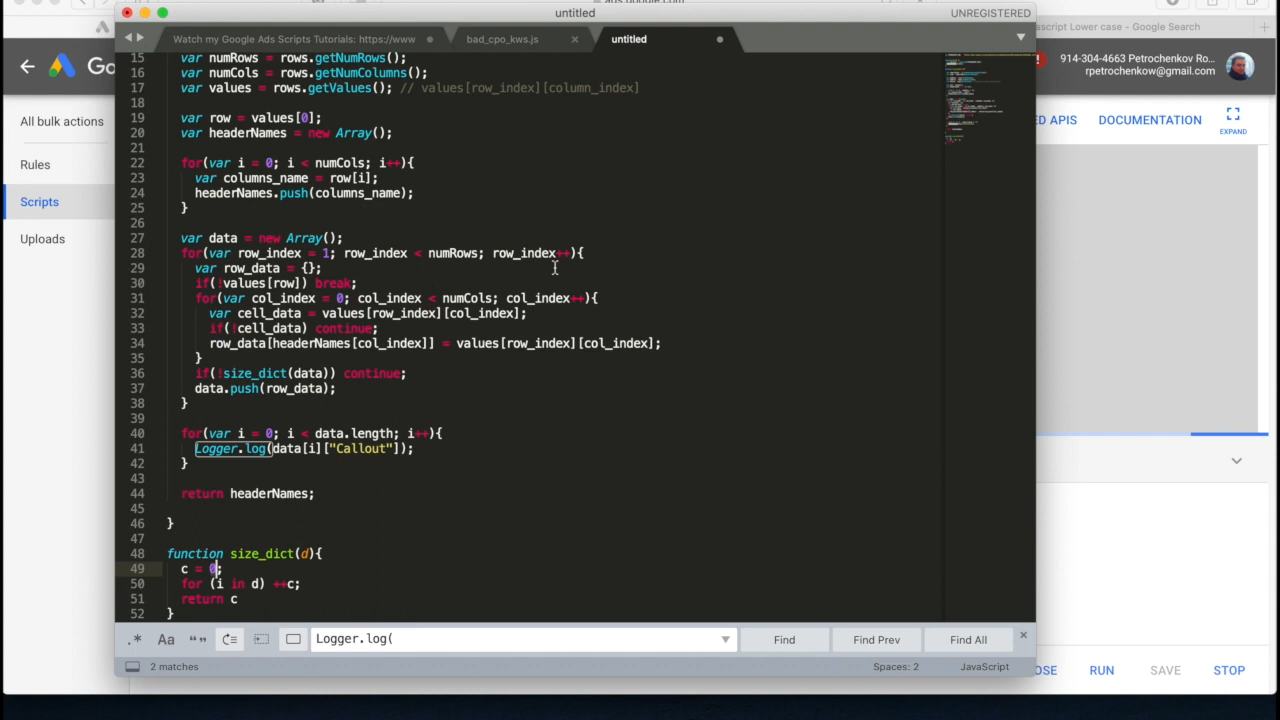 untitled
UNREGISTERED
Watch my Google Ads Scripts Tutorials: https://www
bad_cpo_kws.js
untitled
ascript Lower case - Google Search
914-304-4663 Petrochenkov Ro...
rpetrochenkow@gmail.com
Go
All bulk actions
Rules
Scripts
Uploads
ED APIS
DOCUMENTATION
EXPAND
15 var numRows = rows.getNumRows();
16 var numCols = rows.getNumColumns();
17 var values = rows.getValues(); // values[row_index][column_index]
18
19 var row = values[0];
20 var headerNames = new Array();
21
22 for(var i = 0; i < numCols; i++){
23 var columns_name = row[i];
24 headerNames.push(columns_name);
25 }
26
27 var data = new Array();
28 for(var row_index = 1; row_index < numRows; row_index++){
29 var row_data = {};
30 if(!values[row]) break;
31 for(var col_index = 0; col_index < numCols; col_index++){
32 var cell_data = values[row_index][col_index];
33 if(!cell_data) continue;
34 row_data[headerNames[col_index]] = values[row_index][col_index];
35 }
36 if(!size_dict(data)) continue;
37 data.push(row_data);
38 }
39
40 for(var i = 0; i < data.length; i++){
41 Logger.log(data[i]["Callout"]);
42 }
43
44 return headerNames;
45
46 }
47
48 function size_dict(d){
49 c = 0;
50 for (i in d) ++c;
51 return c
52 }
.*
Aa
Logger.log(
Find
Find Prev
Find All
2 matches
Spaces: 2
JavaScript
OSE
RUN
SAVE
STOP